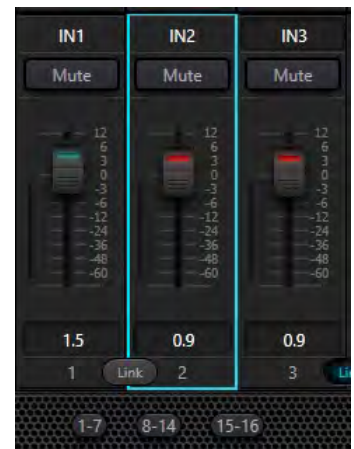 IN1 IN2 IN3
Mute Mute Mute
12 12 12
6 6 6
3 3 3
0 0 0
-3 -3 -3
-6 -6 -6
-12 -12 -12
-24 -24 -24
-36 -36 -36
-48 -48 -48
-60 -60 -60
1.5 0.9 0.9
1 Link 2 3
1-7 8-14 15-16